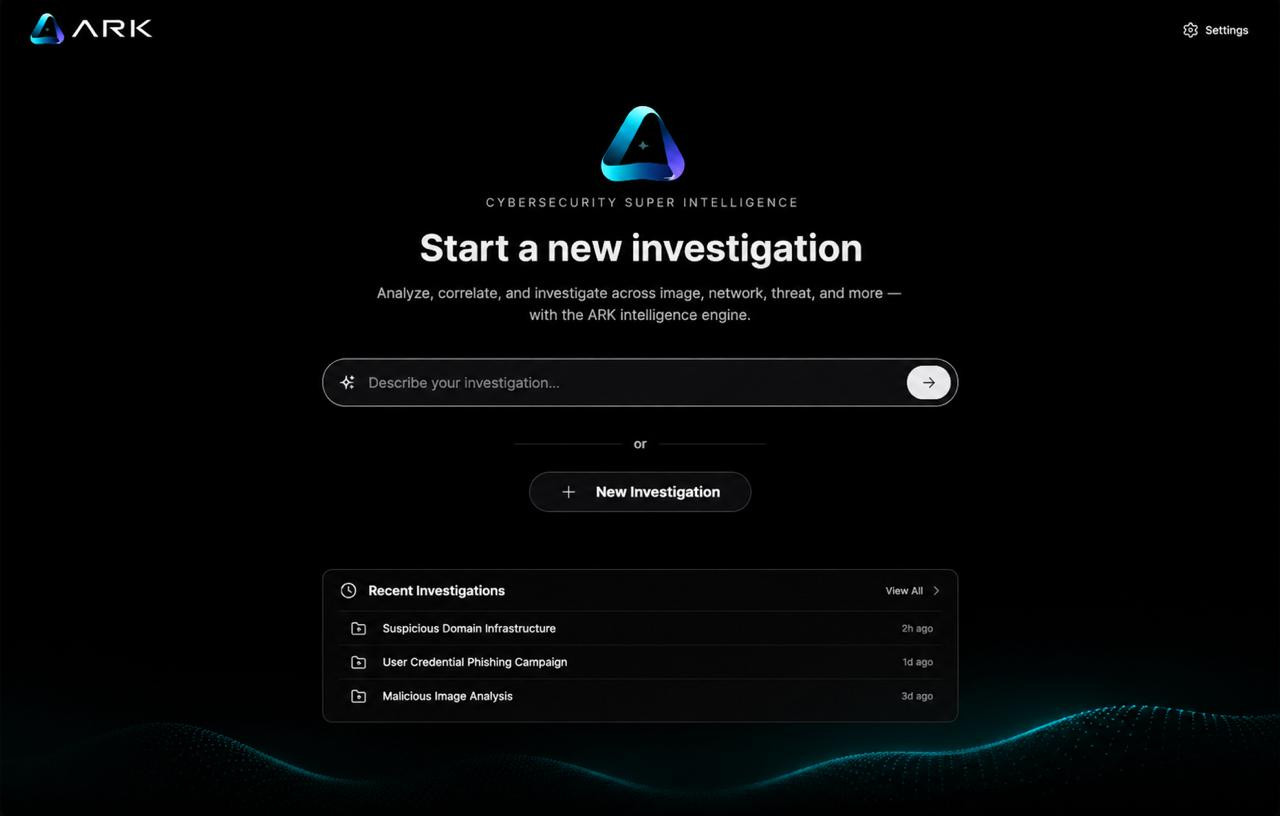 ARK
Settings
CYBERSECURITY SUPER INTELLIGENCE
Start a new investigation
Analyze, correlate, and investigate across image, network, threat, and more —
with the ARK intelligence engine.
Describe your investigation...
or
New Investigation
Recent Investigations
View All
Suspicious Domain Infrastructure
2h ago
User Credential Phishing Campaign
1d ago
Malicious Image Analysis
3d ago